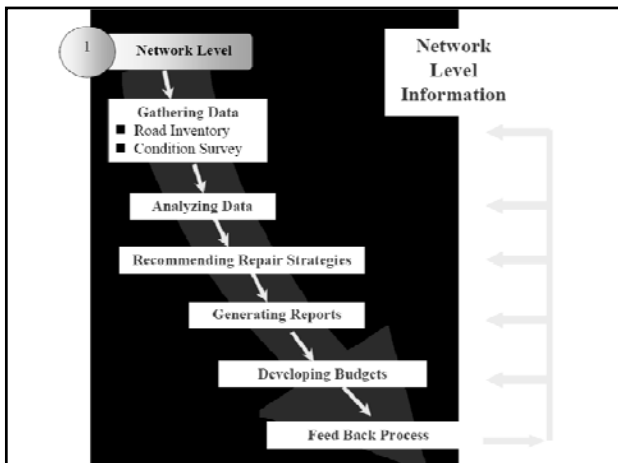 1
Network Level
Network
Level
Information
Gathering Data
■ Road Inventory
■ Condition Survey
Analyzing Data
Recommending Repair Strategies
Generating Reports
Developing Budgets
Feed Back Process